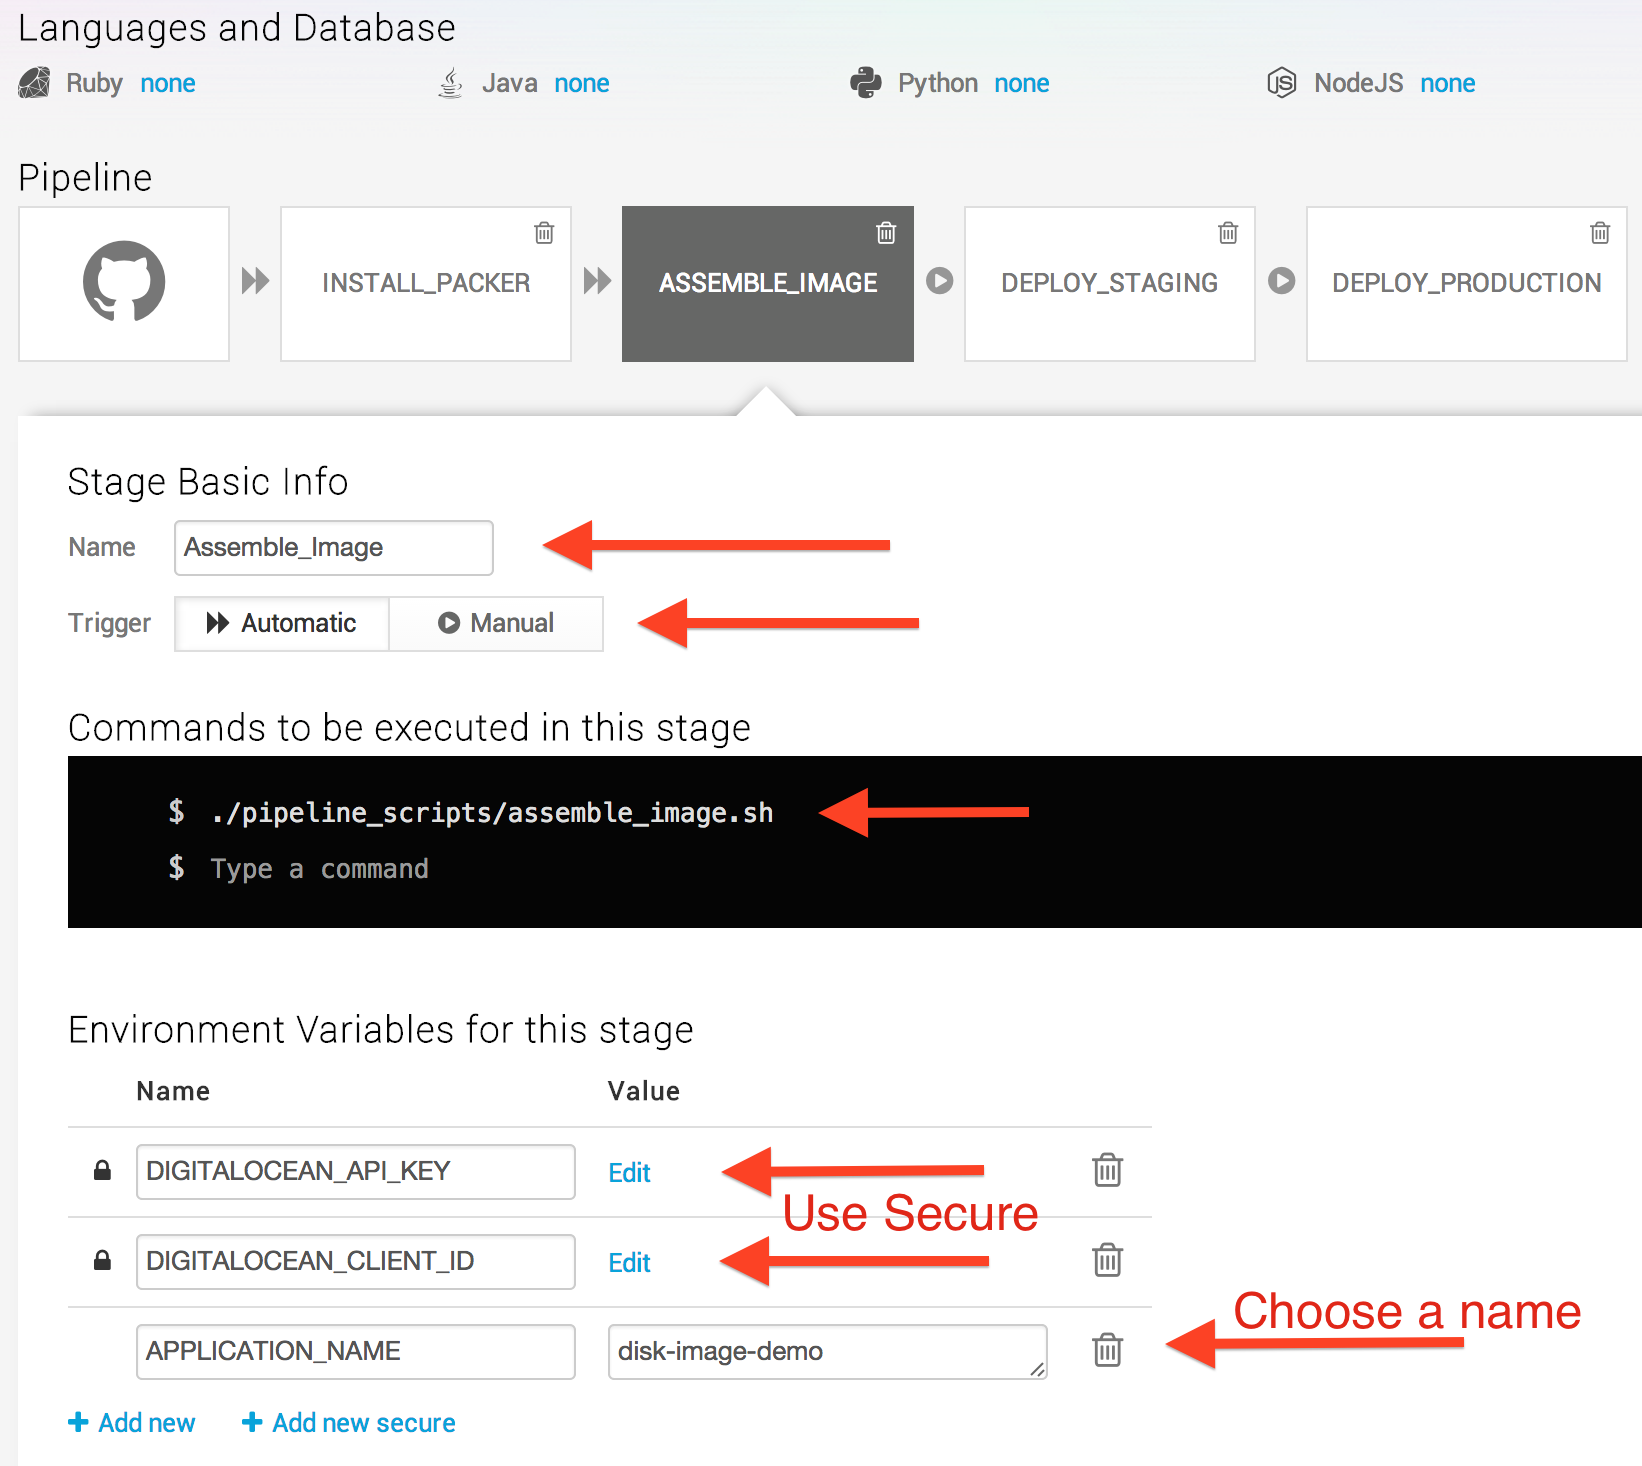 Languages and Database
Ruby none Java none Python none NodeJS none
Pipeline
INSTALL_PACKER ASSEMBLE_IMAGE DEPLOY_STAGING DEPLOY_PRODUCTION
Stage Basic Info
Name Assemble_Image
Trigger Automatic Manual
Commands to be executed in this stage
$ ./pipeline_scripts/assemble_image.sh
$ Type a command
Environment Variables for this stage
Name Value
DIGITALOCEAN_API_KEY Edit
Use Secure
DIGITALOCEAN_CLIENT_ID Edit
Choose a name
APPLICATION_NAME disk-image-demo
+ Add new + Add new secure